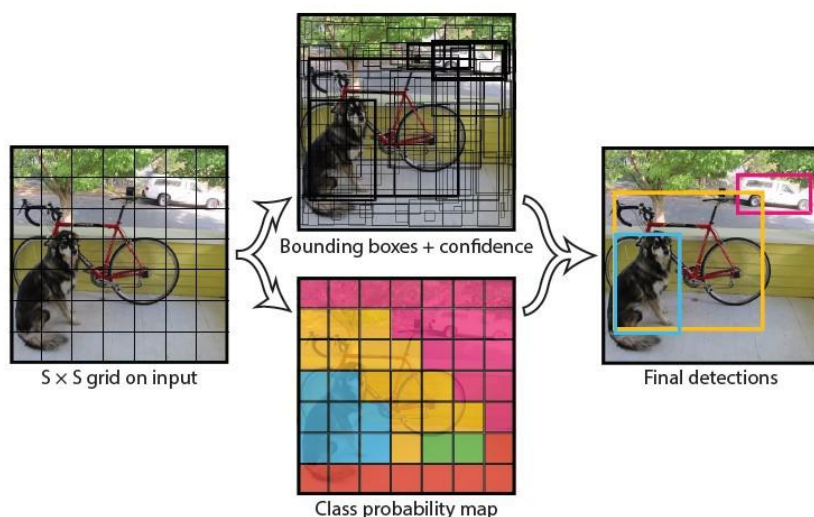 S × S grid on input
Bounding boxes + confidence
Class probability map
Final detections